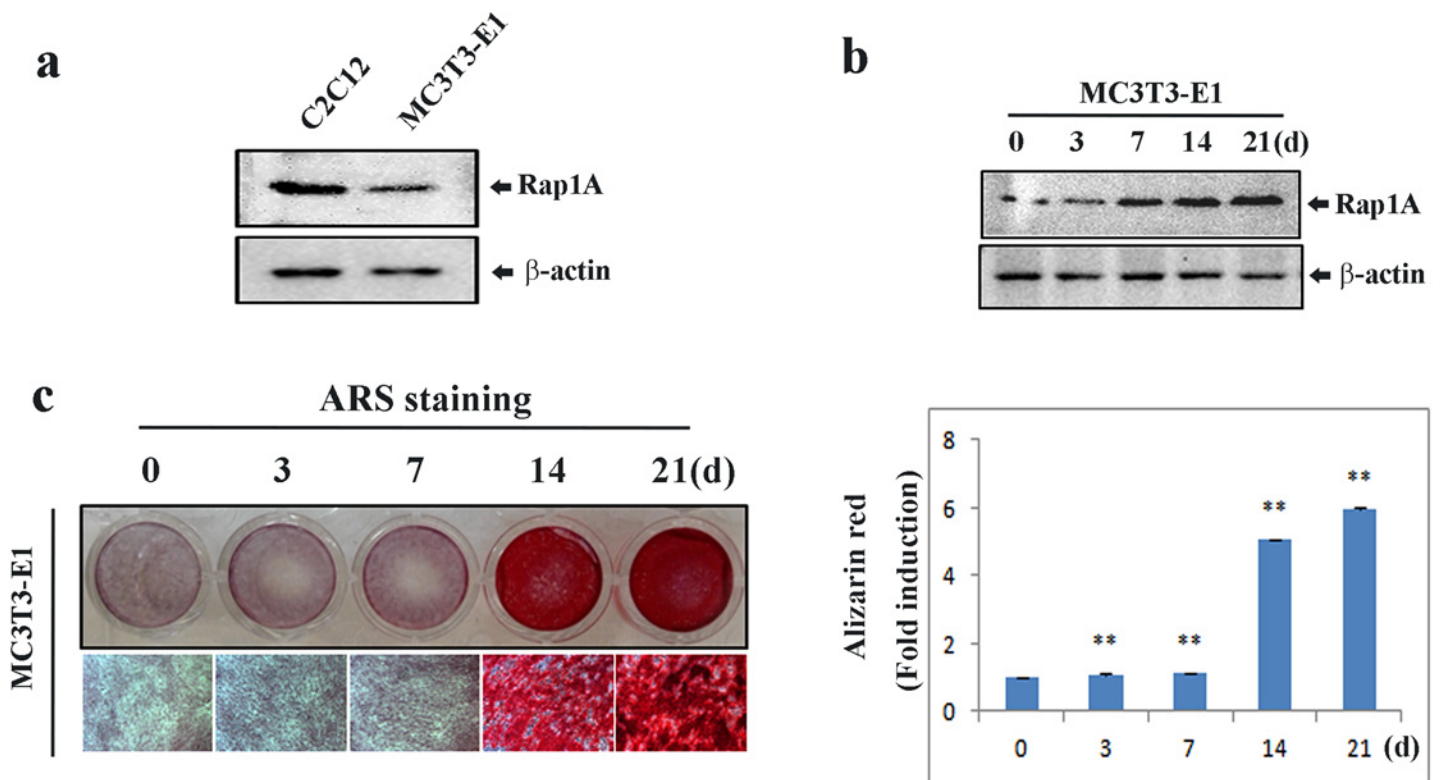 a
C2C12
MC3T3-E1
Rap1A
β-actin
b
MC3T3-E1
0 3 7 14 21(d)
Rap1A
β-actin
c
ARS staining
0 3 7 14 21(d)
MC3T3-E1
Alizarin red
(Fold induction)
8
6
4
2
0
** ** ** **
0 3 7 14 21 (d)